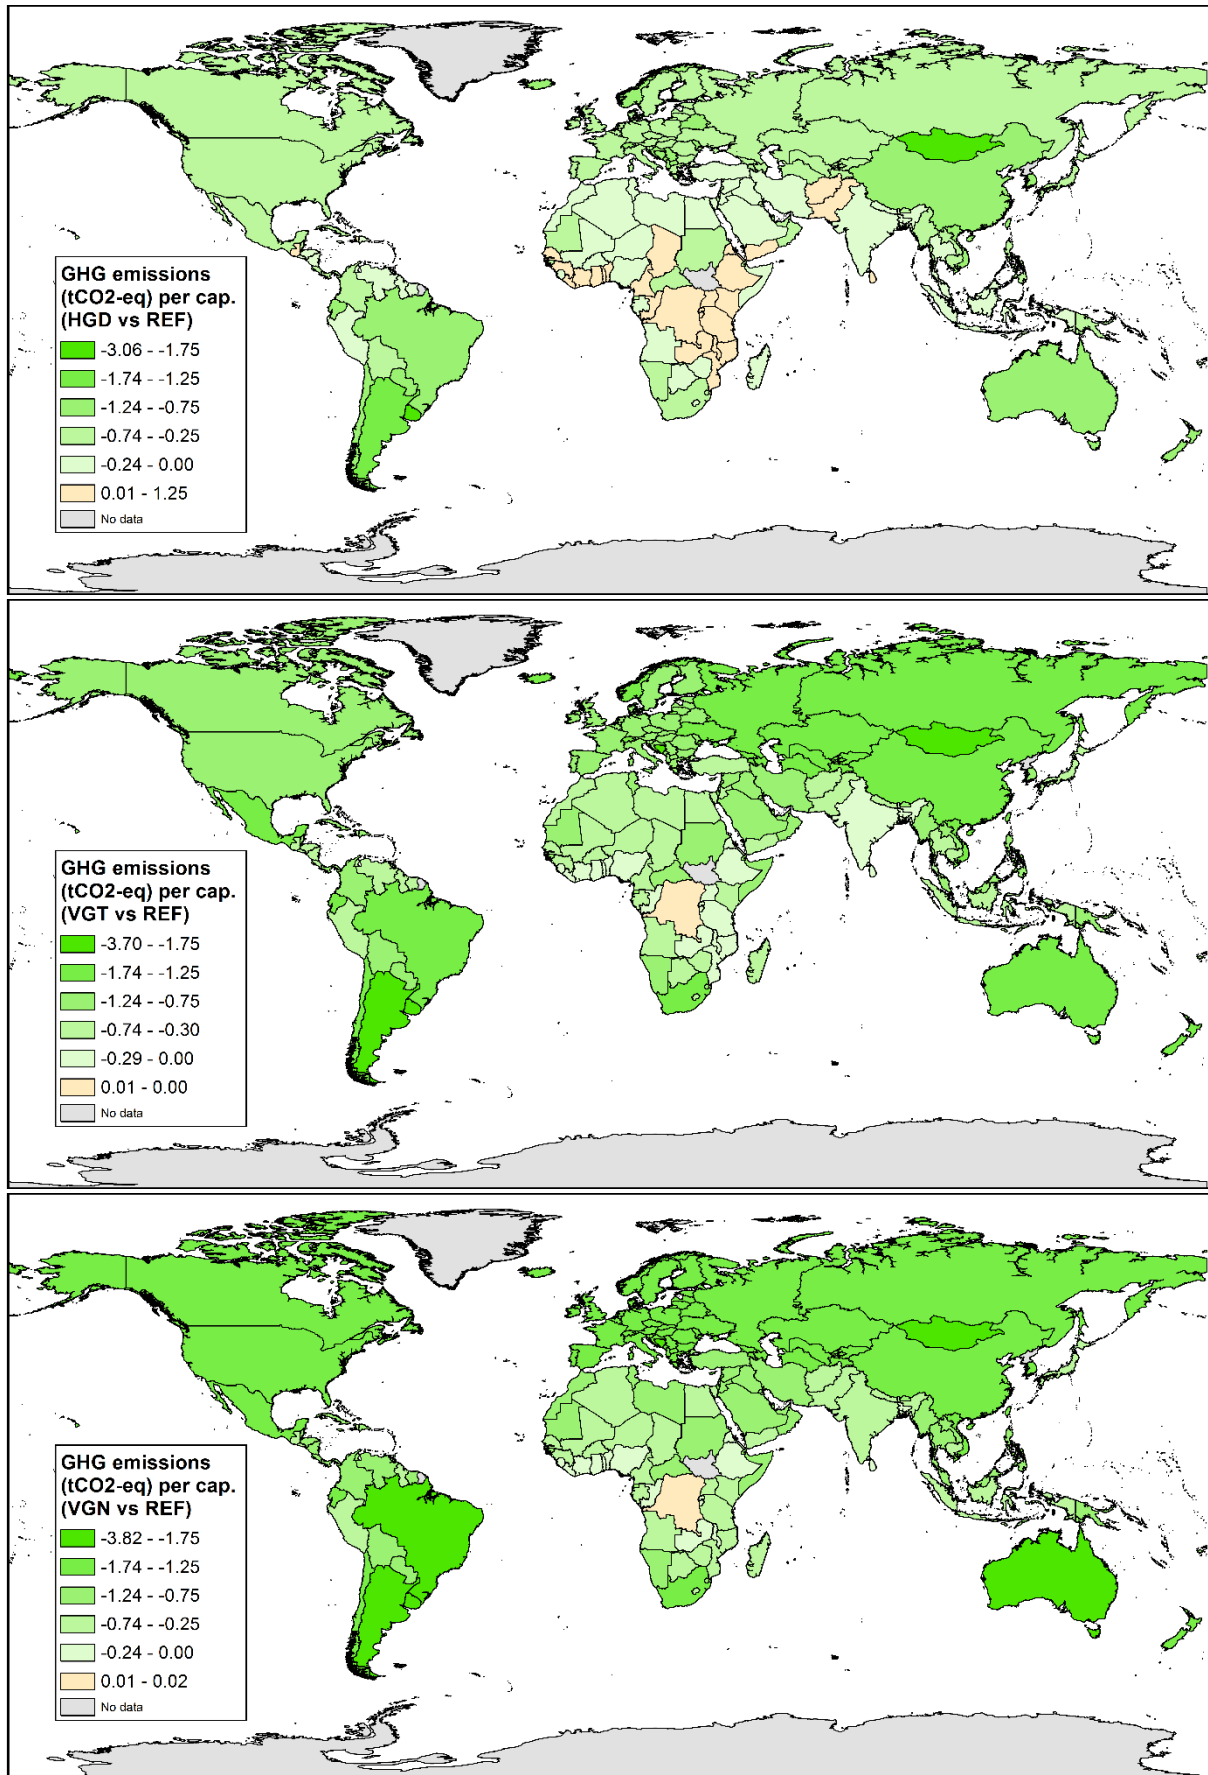 GHG emissions
(tCO2-eq) per cap.
(HGD vs REF)
-3.06 - -1.75
-1.74 - -1.25
-1.24 - -0.75
-0.74 - -0.25
-0.24 - 0.00
0.01 - 1.25
No data
GHG emissions
(tCO2-eq) per cap.
(VGT vs REF)
-3.70 - -1.75
-1.74 - -1.25
-1.24 - -0.75
-0.74 - -0.30
-0.29 - 0.00
0.01 - 0.00
No data
GHG emissions
(tCO2-eq) per cap.
(VGN vs REF)
-3.82 - -1.75
-1.74 - -1.25
-1.24 - -0.75
-0.74 - -0.25
-0.24 - 0.00
0.01 - 0.02
No data